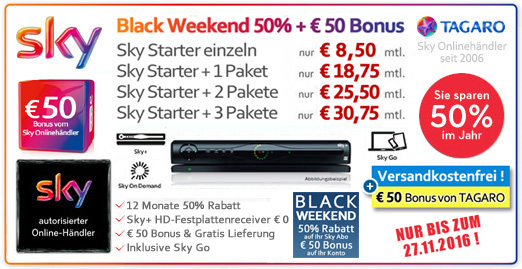 sky
Black Weekend 50% + € 50 Bonus
Sky Starter einzeln nur € 8,50 mtl.
Sky Starter + 1 Paket nur € 18,75 mtl.
Sky Starter + 2 Pakete nur € 25,50 mtl.
Sky Starter + 3 Pakete nur € 30,75 mtl.
TAGARO
Sky Onlinehändler
seit 2006
€ 50
Bonus vom
Sky Onlinehändler
Sie sparen
50%
im Jahr
Sky+
Sky On Demand
Abbildungsbeispiel
Sky Go
sky
autorisierter
Online-Händler
✓ 12 Monate 50% Rabatt
✓ Sky+ HD-Festplattenreceiver € 0
✓ € 50 Bonus & Gratis Lieferung
✓ Inklusive Sky Go
BLACK
WEEKEND
50% Rabatt
auf Ihr Sky Abo
€ 50 Bonus
auf Ihr Konto
+ Versandkostenfrei !
€ 50 Bonus von TAGARO
NUR BIS ZUM
27.11.2016 !